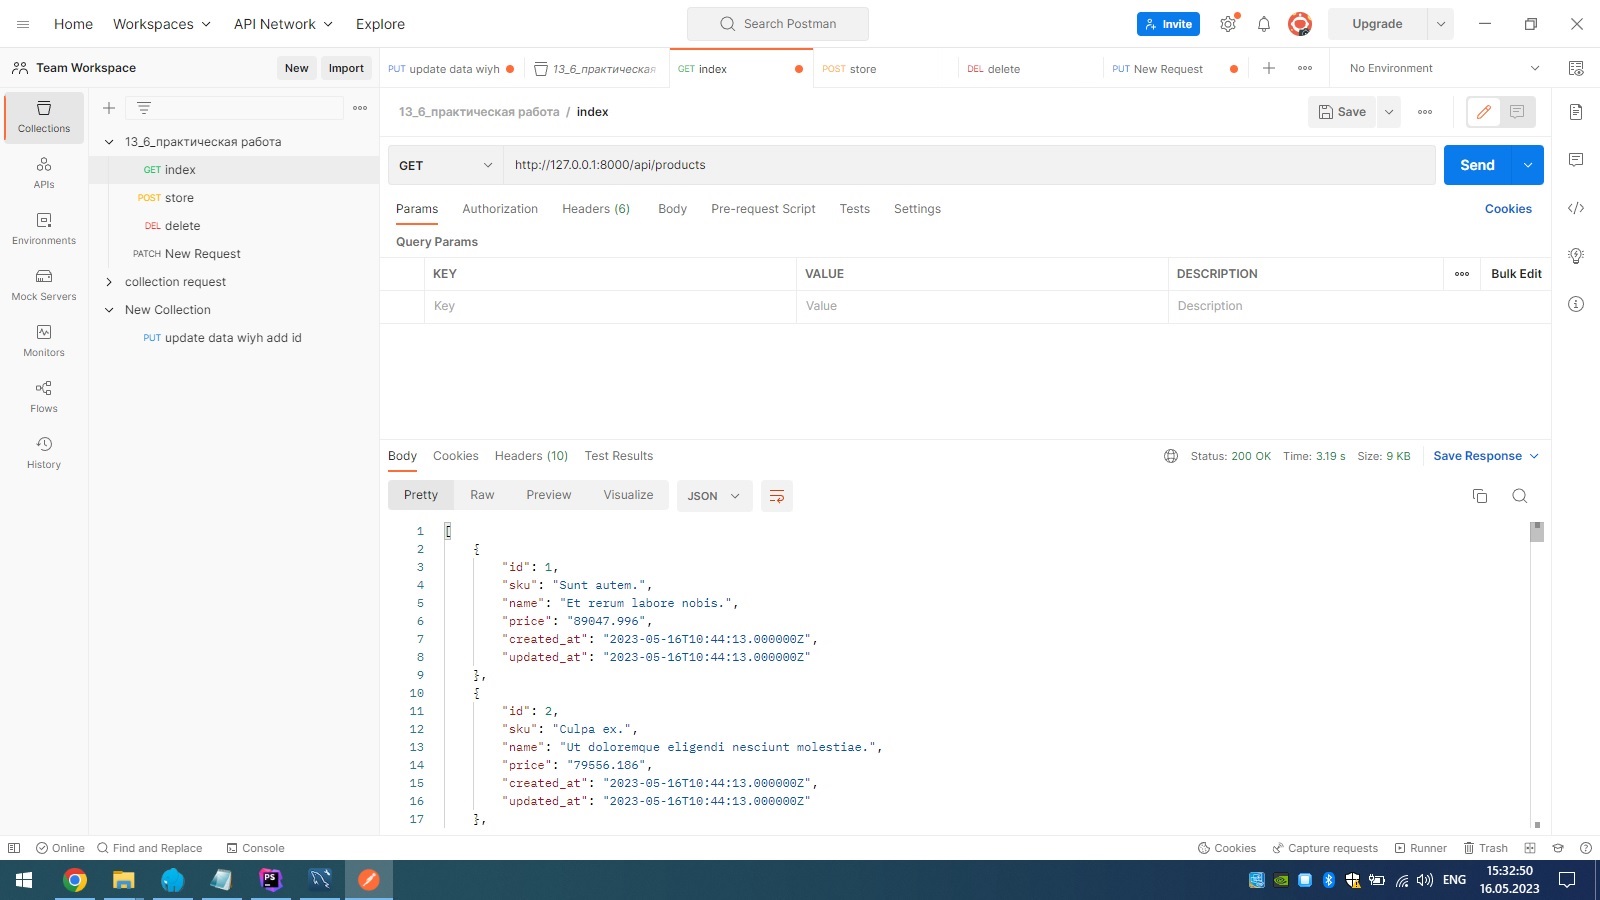 Home Workspaces API Network Explore Search Postman Invite Upgrade
Team Workspace New Import PUT update data wiyh 13_6_практическая GET index POST store DEL delete PUT New Request No Environment
Collections
APIs
Environments
Mock Servers
Monitors
Flows
History
13_6_практическая работа
GET index
POST store
DEL delete
PATCH New Request
collection request
New Collection
PUT update data wiyh add id
13_6_практическая работа / index Save
GET http://127.0.0.1:8000/api/products Send
Params Authorization Headers (6) Body Pre-request Script Tests Settings Cookies
Query Params
KEY VALUE DESCRIPTION Bulk Edit
Key Value Description
Body Cookies Headers (10) Test Results Status: 200 OK Time: 3.19 s Size: 9 KB Save Response
Pretty Raw Preview Visualize JSON
1 [
2 {
3 "id": 1,
4 "sku": "Sunt autem.",
5 "name": "Et rerum labore nobis.",
6 "price": "89047.996",
7 "created_at": "2023-05-16T10:44:13.000000Z",
8 "updated_at": "2023-05-16T10:44:13.000000Z"
9 },
10 {
11 "id": 2,
12 "sku": "Culpa ex.",
13 "name": "Ut doloremque eligendi nesciunt molestiae.",
14 "price": "79556.186",
15 "created_at": "2023-05-16T10:44:13.000000Z",
16 "updated_at": "2023-05-16T10:44:13.000000Z"
17 },
Online Find and Replace Console Cookies Capture requests Runner Trash
PS ENG 15:32:50
16.05.2023